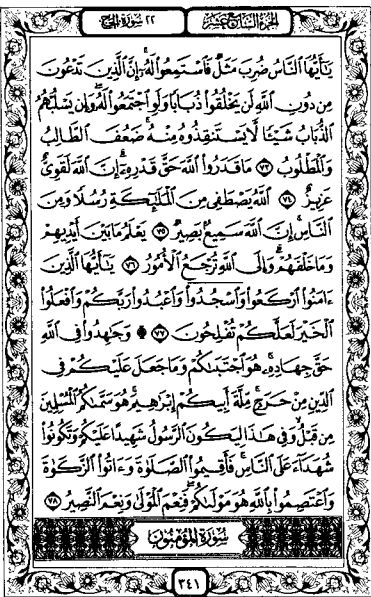 الجزء السابع عشر
٢٢ سورة الحج
يَـٰٓأَيُّهَا ٱلنَّاسُ ضُرِبَ مَثَلٌ فَٱسْتَمِعُوا۟ لَهُۥٓ ۚ إِنَّ ٱلَّذِينَ تَدْعُونَ
مِن دُونِ ٱللَّهِ لَن يَخْلُقُوا۟ ذُبَابًا وَلَوِ ٱجْتَمَعُوا۟ لَهُۥ ۖ وَإِن يَسْلُبْهُمُ
ٱلذُّبَابُ شَيْـًٔا لَّا يَسْتَنقِذُوهُ مِنْهُ ۚ ضَعُفَ ٱلطَّالِبُ
وَٱلْمَطْلُوبُ ٧٣ مَا قَدَرُوا۟ ٱللَّهَ حَقَّ قَدْرِهِۦٓ ۗ إِنَّ ٱللَّهَ لَقَوِىٌّ
عَزِيزٌ ٧٤ ٱللَّهُ يَصْطَفِى مِنَ ٱلْمَلَـٰٓئِكَةِ رُسُلًا وَمِنَ
ٱلنَّاسِ ۚ إِنَّ ٱللَّهَ سَمِيعٌۢ بَصِيرٌ ٧٥ يَعْلَمُ مَا بَيْنَ أَيْدِيهِمْ
وَمَا خَلْفَهُمْ ۗ وَإِلَى ٱللَّهِ تُرْجَعُ ٱلْأُمُورُ ٧٦ يَـٰٓأَيُّهَا ٱلَّذِينَ
ءَامَنُوا۟ ٱرْكَعُوا۟ وَٱسْجُدُوا۟ وَٱعْبُدُوا۟ رَبَّكُمْ وَٱفْعَلُوا۟
ٱلْخَيْرَ لَعَلَّكُمْ تُفْلِحُونَ ۩ ٧٧ وَجَـٰهِدُوا۟ فِى ٱللَّهِ
حَقَّ جِهَادِهِۦ ۚ هُوَ ٱجْتَبَىٰكُمْ وَمَا جَعَلَ عَلَيْكُمْ فِى
ٱلدِّينِ مِنْ حَرَجٍ ۚ مِّلَّةَ أَبِيكُمْ إِبْرَٰهِيمَ ۚ هُوَ سَمَّىٰكُمُ ٱلْمُسْلِمِينَ
مِن قَبْلُ وَفِى هَـٰذَا لِيَكُونَ ٱلرَّسُولُ شَهِيدًا عَلَيْكُمْ وَتَكُونُوا۟
شُهَدَآءَ عَلَى ٱلنَّاسِ ۚ فَأَقِيمُوا۟ ٱلصَّلَوٰةَ وَءَاتُوا۟ ٱلزَّكَوٰةَ
وَٱعْتَصِمُوا۟ بِٱللَّهِ هُوَ مَوْلَىٰكُمْ ۖ فَنِعْمَ ٱلْمَوْلَىٰ وَنِعْمَ ٱلنَّصِيرُ ٧٨
سورة المؤمنون
٣٤١